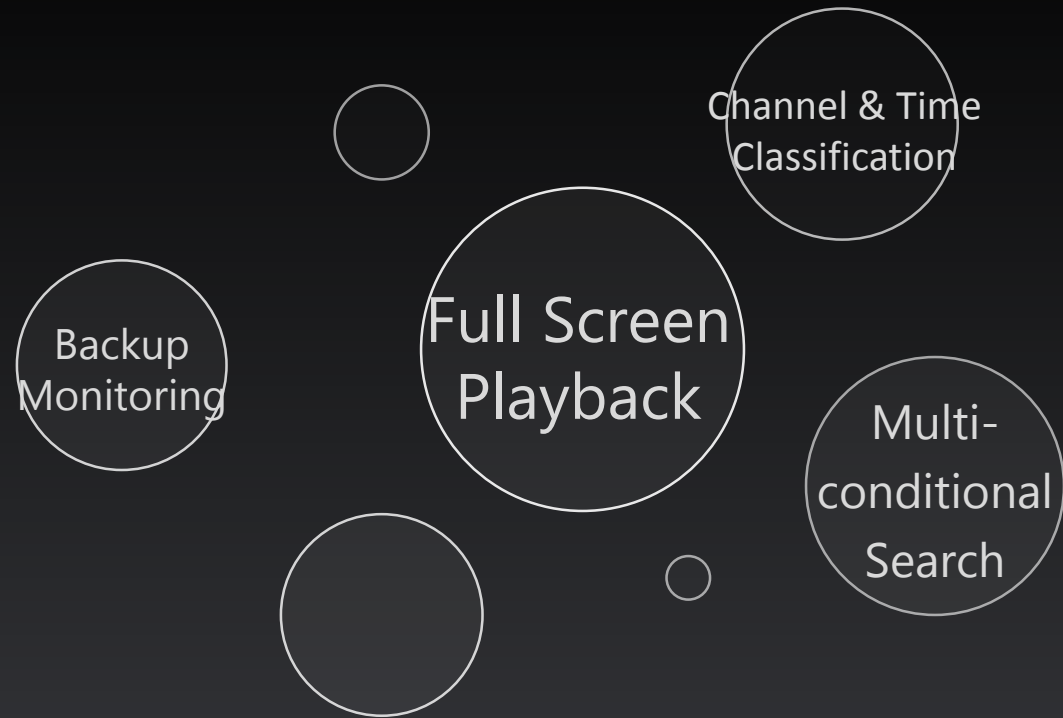 Channel & Time
Classification
Full Screen
Playback
Backup
Monitoring
Multi-
conditional
Search